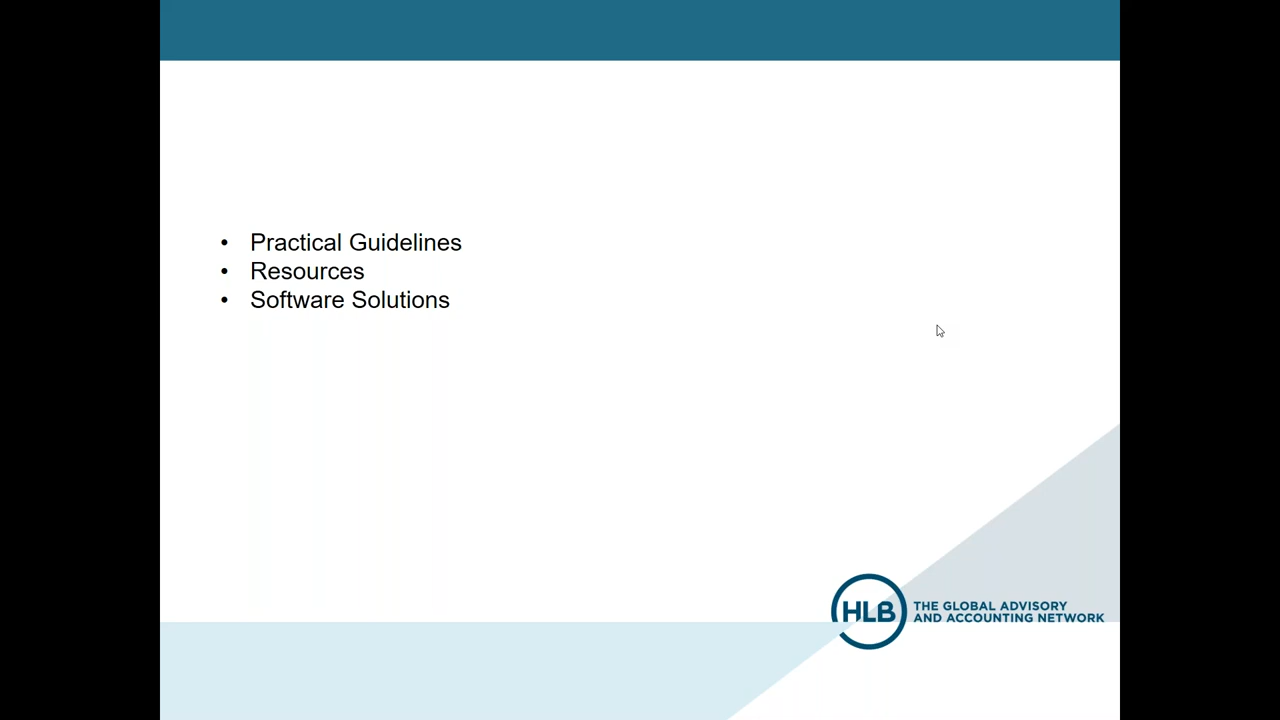 • Practical Guidelines
• Resources
• Software Solutions
HLB
THE GLOBAL ADVISORY
AND ACCOUNTING NETWORK